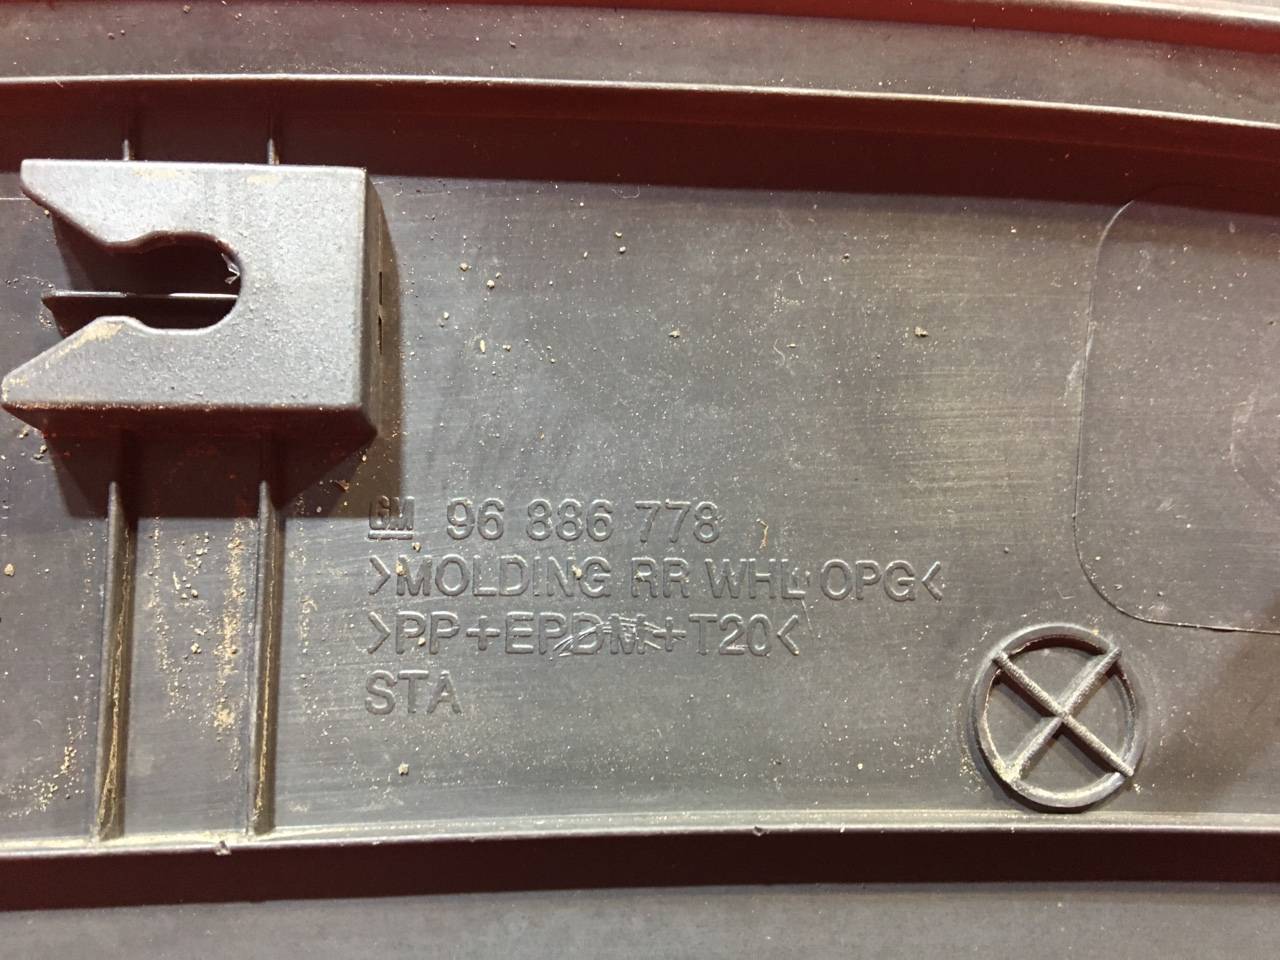 GM 96 886 778
>MOLDING RR WHL OPG<
>PP+EPDM+T20<
STA